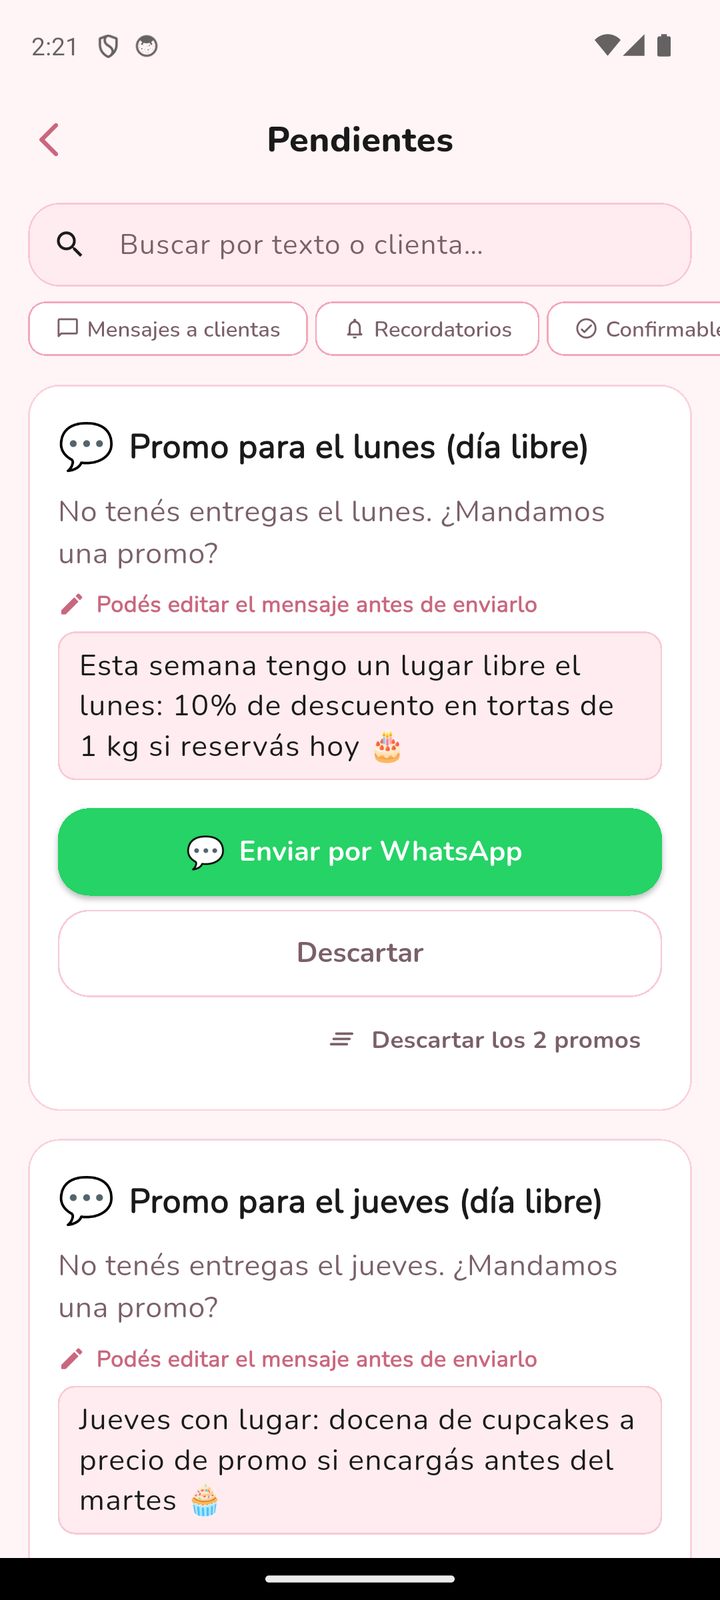 2:21
Pendientes
Buscar por texto o clienta...
Mensajes a clientas
Recordatorios
Promo para el lunes (día libre)
No tenés entregas el lunes. ¿Mandamos
una promo?
Podés editar el mensaje antes de enviarlo
Esta semana tengo un lugar libre el
lunes: 10% de descuento en tortas de
1 kg si reservás hoy 🎂
Enviar por WhatsApp
Descartar
Descartar los 2 promos
Promo para el jueves (día libre)
No tenés entregas el jueves. ¿Mandamos
una promo?
Podés editar el mensaje antes de enviarlo
Jueves con lugar: docena de cupcakes a
precio de promo si encargás antes del
martes 🧁